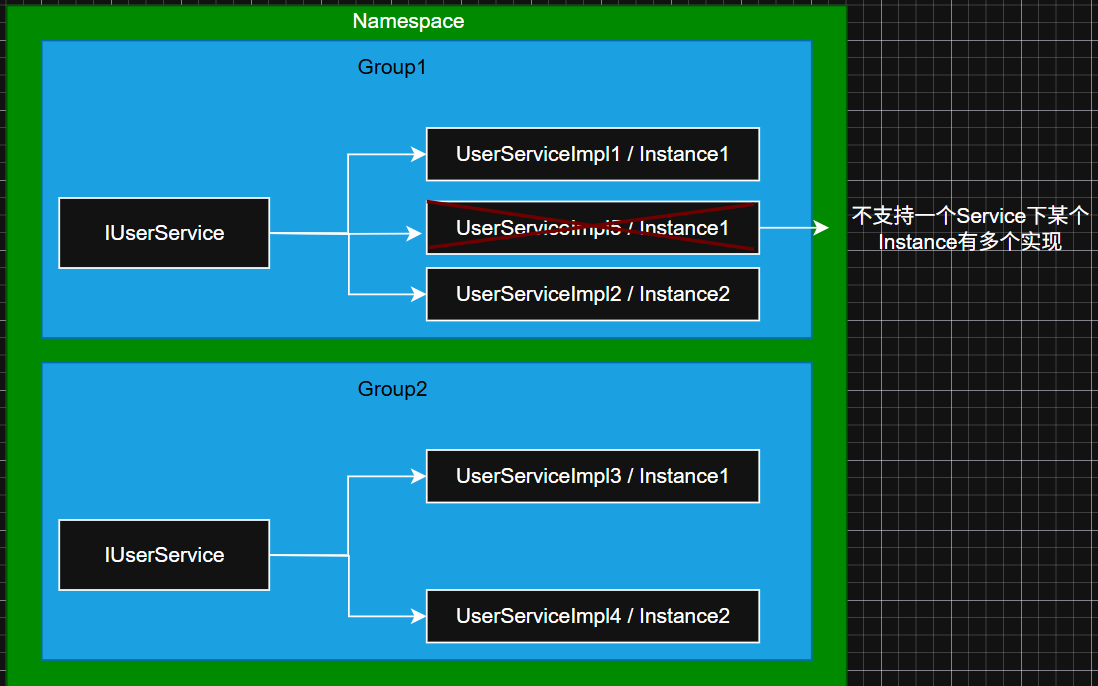 Namespace
Group1
UserServiceImpl1 / Instance1
IUserService
UserServiceImpl5 / Instance1
不支持一个Service下某个
Instance有多个实现
UserServiceImpl2 / Instance2
Group2
UserServiceImpl3 / Instance1
IUserService
UserServiceImpl4 / Instance2